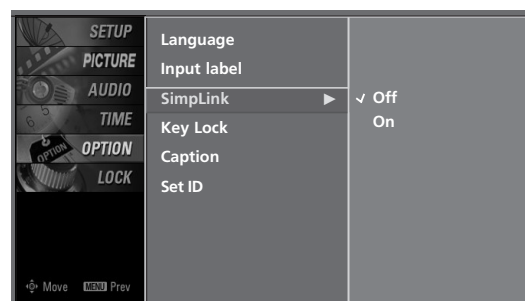 SETUP
PICTURE
AUDIO
TIME
OPTION
LOCK
Move MENU Prev
Language
Input label
SimpLink ▶
Key Lock
Caption
Set ID
✓ Off
On